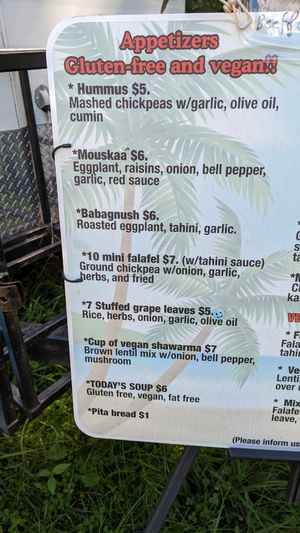 Appetizers
Gluten-free and vegan!!
* Hummus $5.
Mashed chickpeas w/garlic, olive oil,
cumin
*Mouskaa $6.
Eggplant, raisins, onion, bell pepper,
garlic, red sauce
*Babagnush $6.
Roasted eggplant, tahini, garlic.
*10 mini falafel $7. (w/tahini sauce)
Ground chickpea w/onion, garlic,
herbs, and fried
*7 Stuffed grape leaves $5.
Rice, herbs, onion, garlic, olive oil
*Cup of vegan shawarma $7
Brown lentil mix w/onion, bell pepper,
mushroom
*TODAY'S SOUP $6
Gluten free, vegan, fat free
*Pita bread $1
(Please inform us